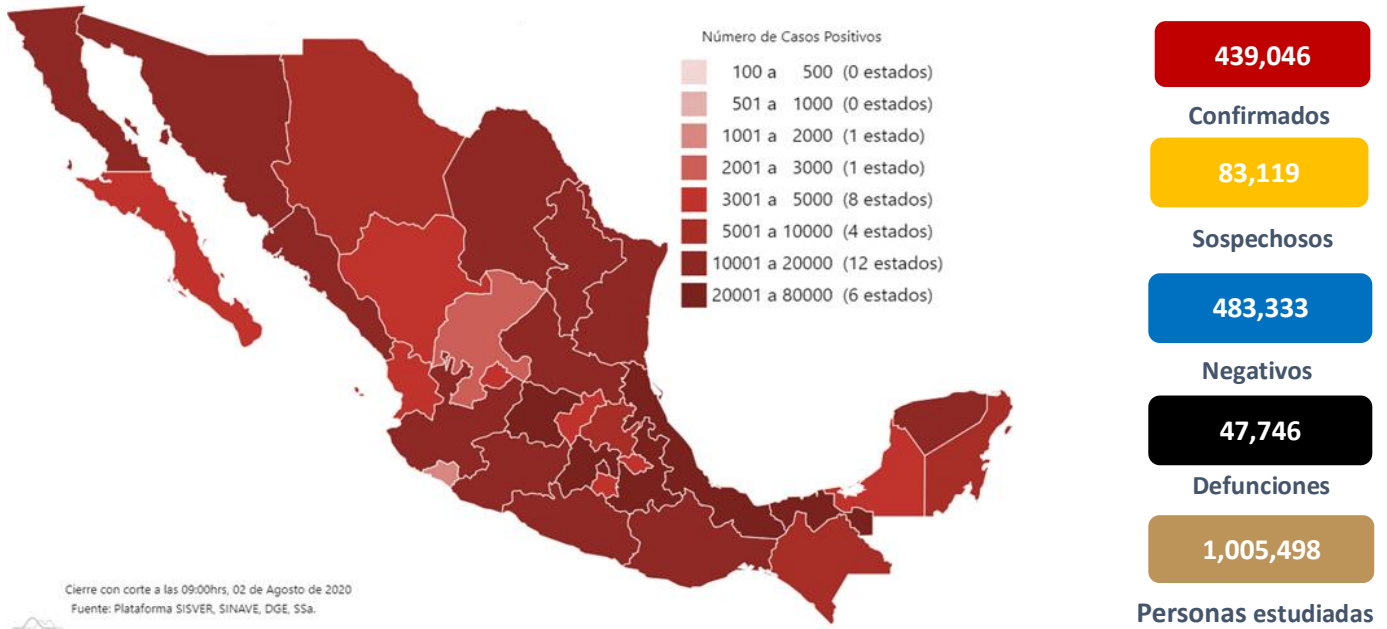 Número de Casos Positivos
100 a 500 (0 estados)
501 a 1000 (0 estados)
1001 a 2000 (1 estado)
2001 a 3000 (1 estado)
3001 a 5000 (8 estados)
5001 a 10000 (4 estados)
10001 a 20000 (12 estados)
20001 a 80000 (6 estados)
Cierre con corte a las 09:00hrs, 02 de Agosto de 2020
Fuente: Plataforma SISVER, SINAVE, DGE, SSa.
439,046
Confirmados
83,119
Sospechosos
483,333
Negativos
47,746
Defunciones
1,005,498
Personas estudiadas